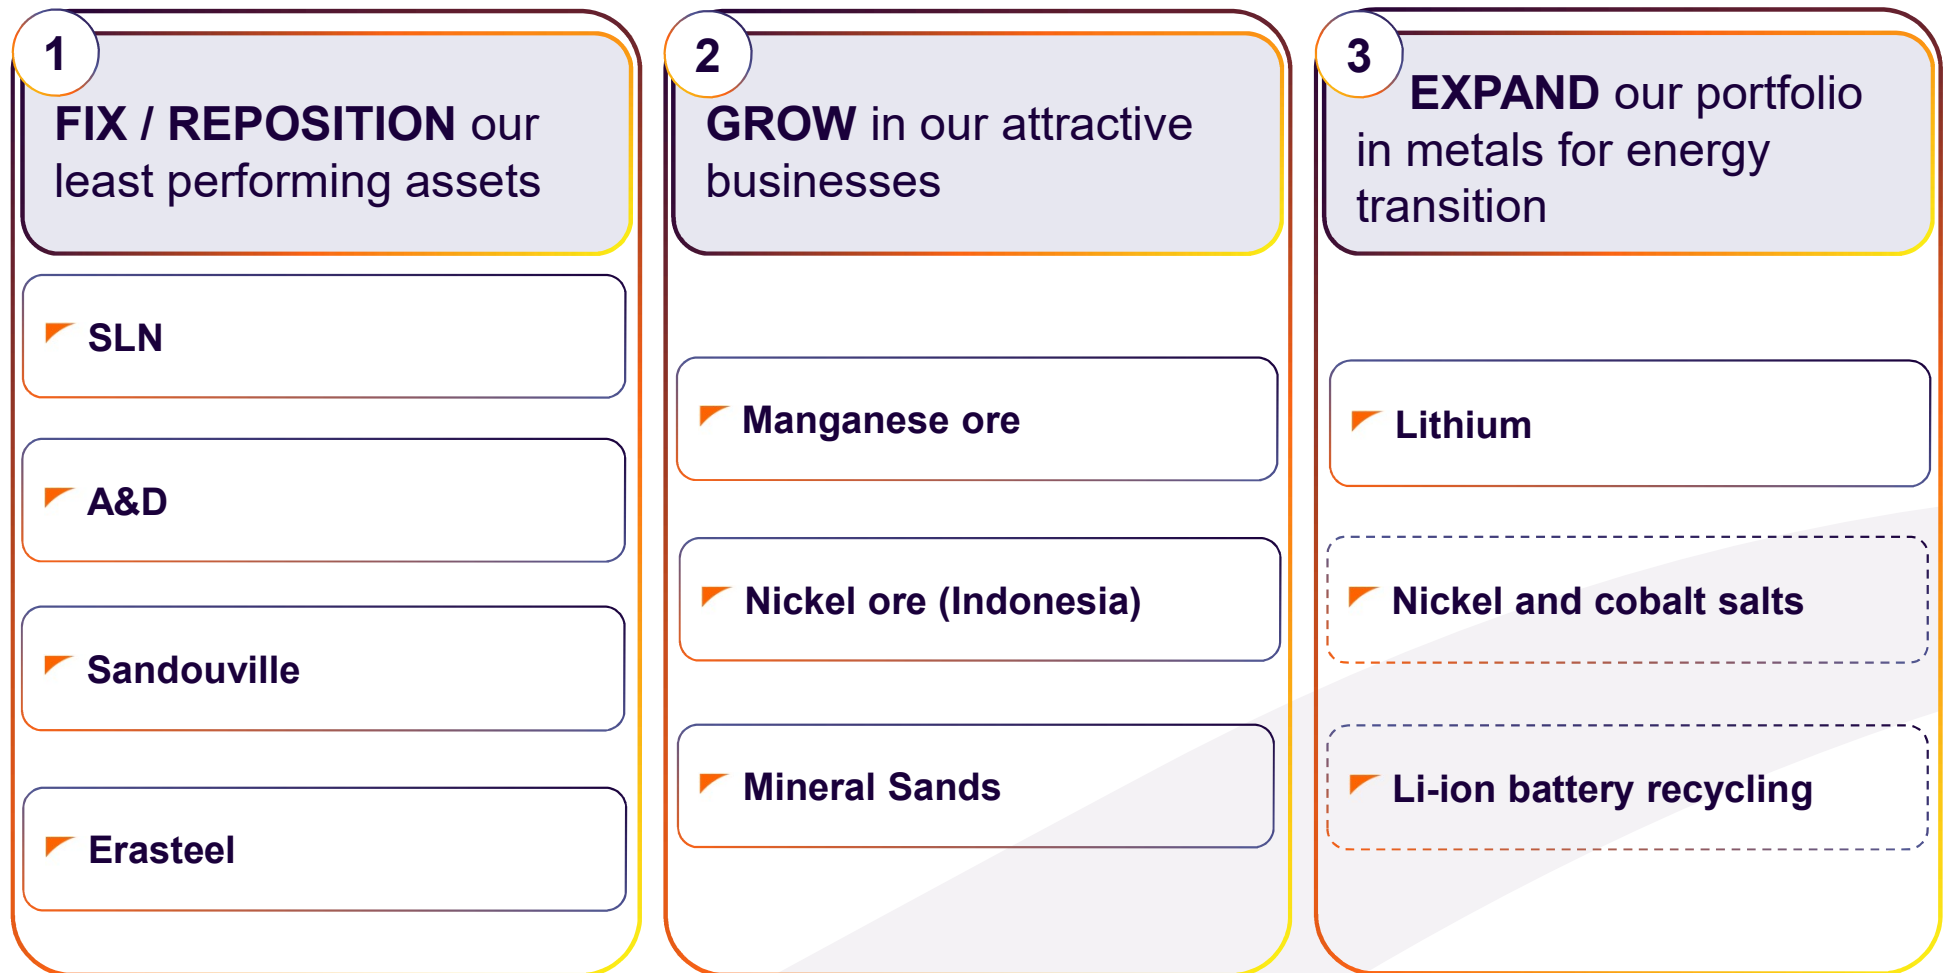 1
FIX / REPOSITION our
least performing assets
SLN
A&D
Sandouville
Erasteel
2
GROW in our attractive
businesses
Manganese ore
Nickel ore (Indonesia)
Mineral Sands
3
EXPAND our portfolio
in metals for energy
transition
Lithium
Nickel and cobalt salts
Li-ion battery recycling